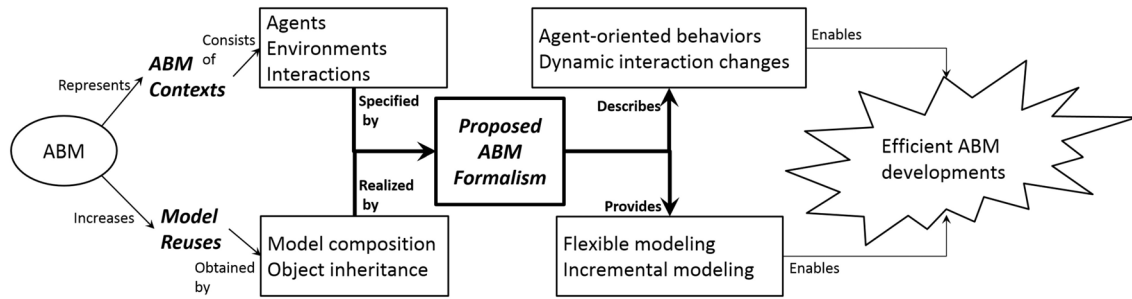 ABM
Represents
ABM
Contexts
Consists
of
Agents
Environments
Interactions
Specified
by
Increases
Model
Reuses
Obtained
by
Model composition
Object inheritance
Realized
by
Proposed
ABM
Formalism
Describes
Agent-oriented behaviors
Dynamic interaction changes
Enables
Provides
Flexible modeling
Incremental modeling
Enables
Efficient ABM
developments